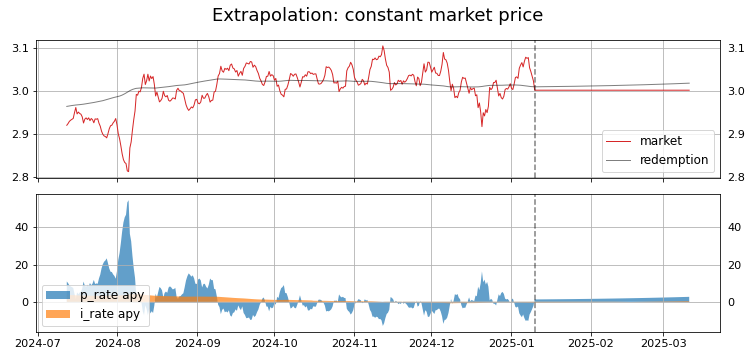 Extrapolation: constant market price
3.1 3.1
3.0 3.0
2.9 2.9
2.8 2.8
market
redemption
40 40
20 20
0 0
p_rate apy
i_rate apy
2024-07 2024-08 2024-09 2024-10 2024-11 2024-12 2025-01 2025-02 2025-03